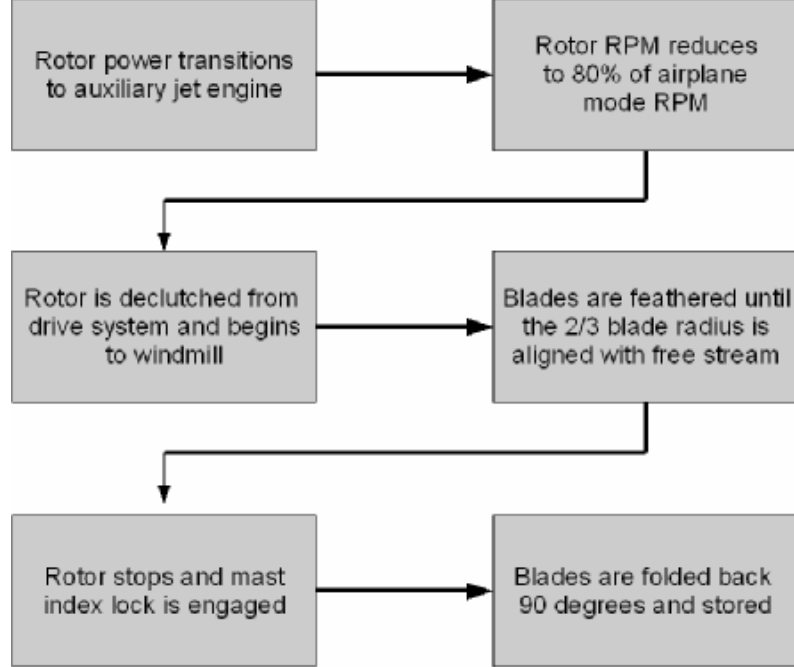 Rotor power transitions
to auxiliary jet engine
Rotor RPM reduces
to 80% of airplane
mode RPM
Rotor is declutched from
drive system and begins
to windmill
Blades are feathered until
the 2/3 blade radius is
aligned with free stream
Rotor stops and mast
index lock is engaged
Blades are folded back
90 degrees and stored